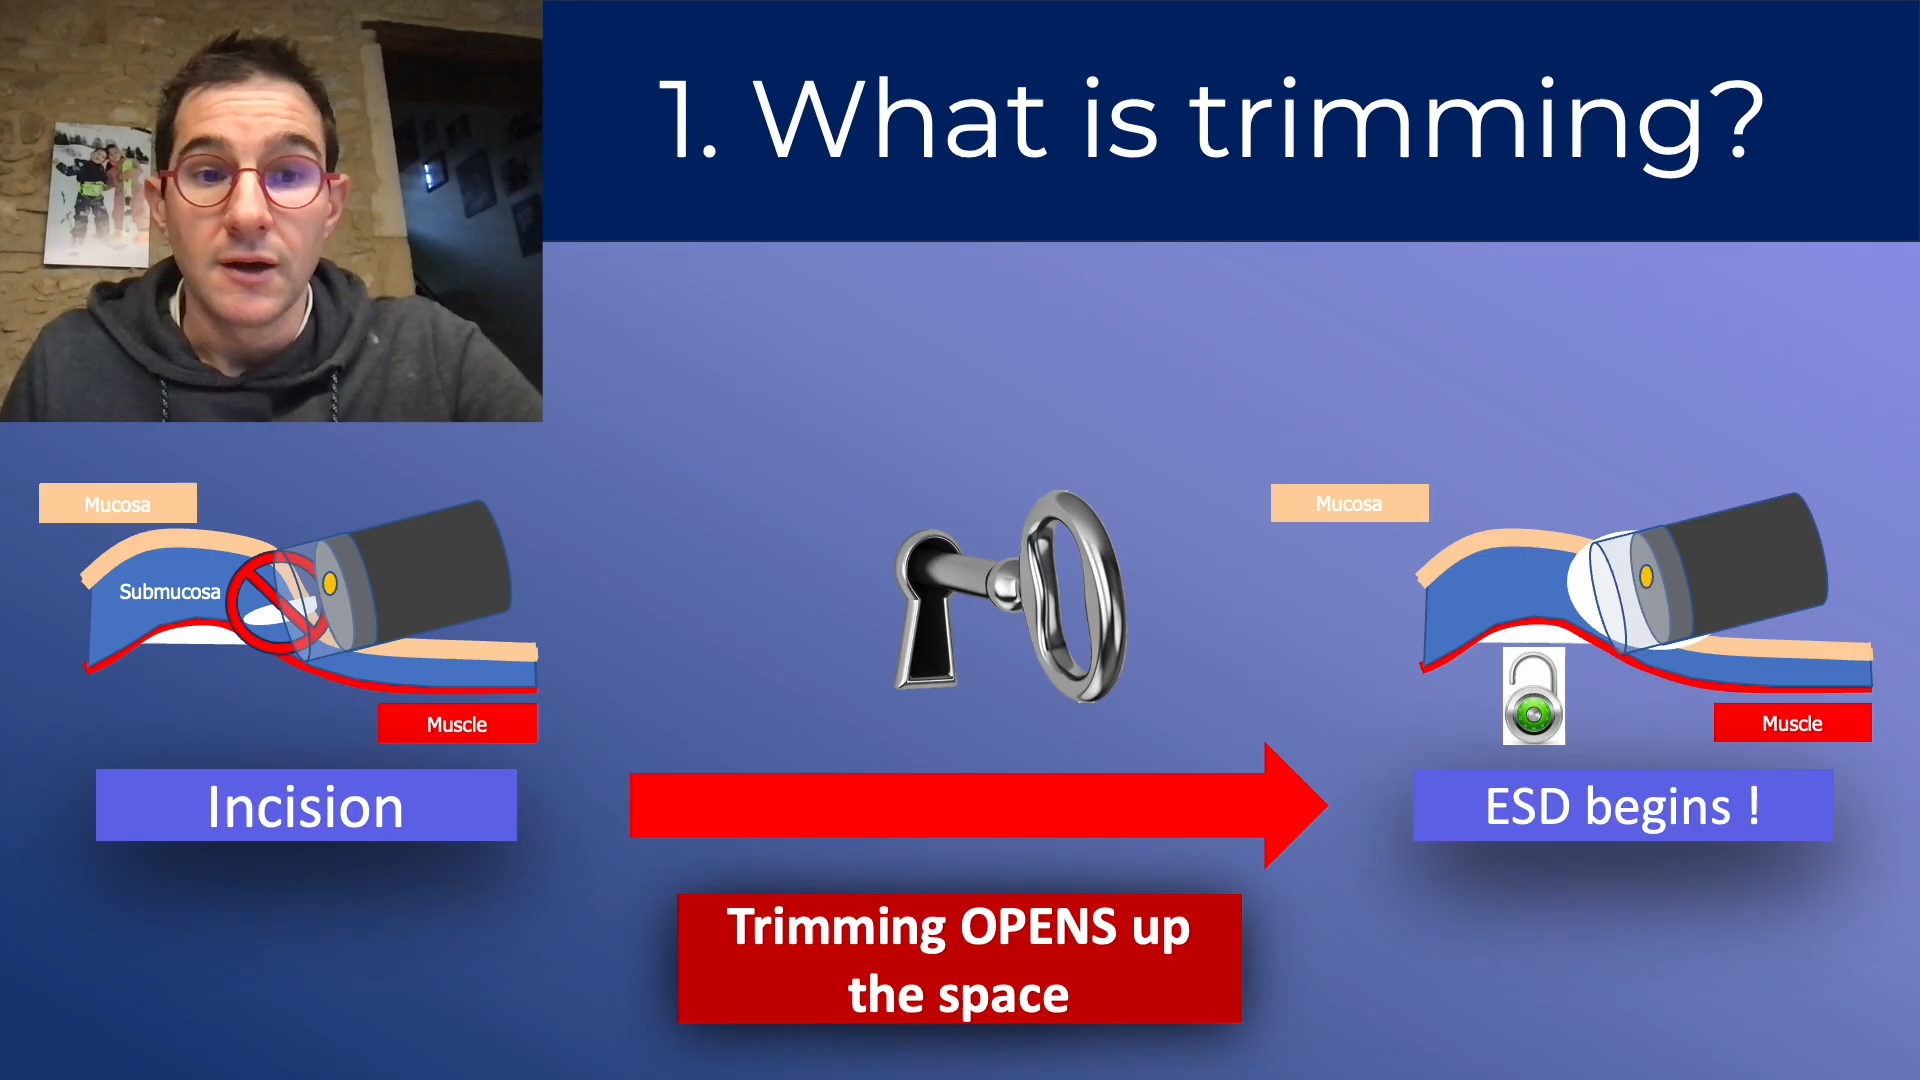 1. What is trimming?
Mucosa
Submucosa
Muscle
Incision
Trimming OPENS up
the space
Mucosa
Muscle
ESD begins !